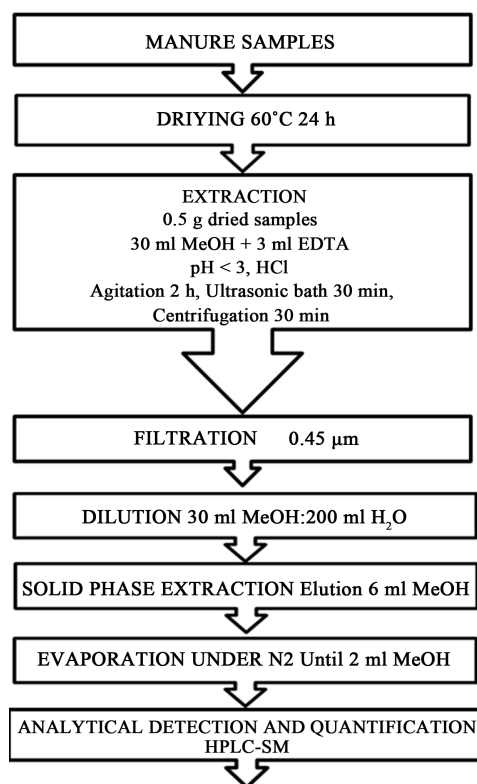 MANURE SAMPLES
DRIYING 60˚C 24 h
EXTRACTION
0.5 g dried samples
30 ml MeOH + 3 ml EDTA
pH < 3, HCl
Agitation 2 h, Ultrasonic bath 30 min,
Centrifugation 30 min
FILTRATION 0.45 µm
DILUTION 30 ml MeOH:200 ml H₂O
SOLID PHASE EXTRACTION Elution 6 ml MeOH
EVAPORATION UNDER N2 Until 2 ml MeOH
ANALYTICAL DETECTION AND QUANTIFICATION
HPLC-SM